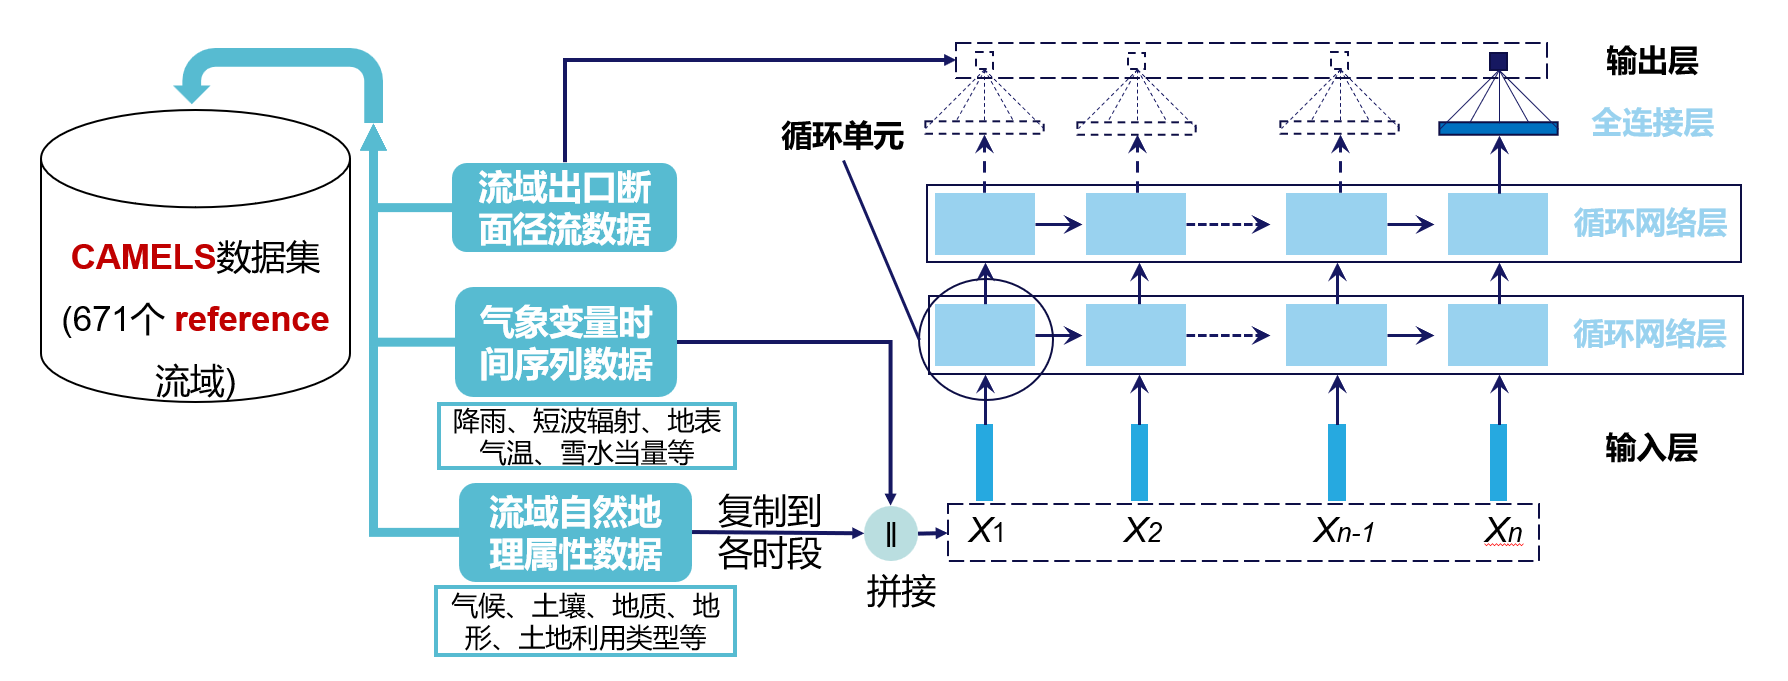 CAMELS数据集
(671个 reference
流域)
流域出口断
面径流数据
气象变量时
间序列数据
降雨、短波辐射、地表
气温、雪水当量等
流域自然地
理属性数据
气候、土壤、地质、地
形、土地利用类型等
复制到
各时段
||
拼接
循环单元
输出层
全连接层
循环网络层
循环网络层
输入层
X1
X2
Xn-1
Xn